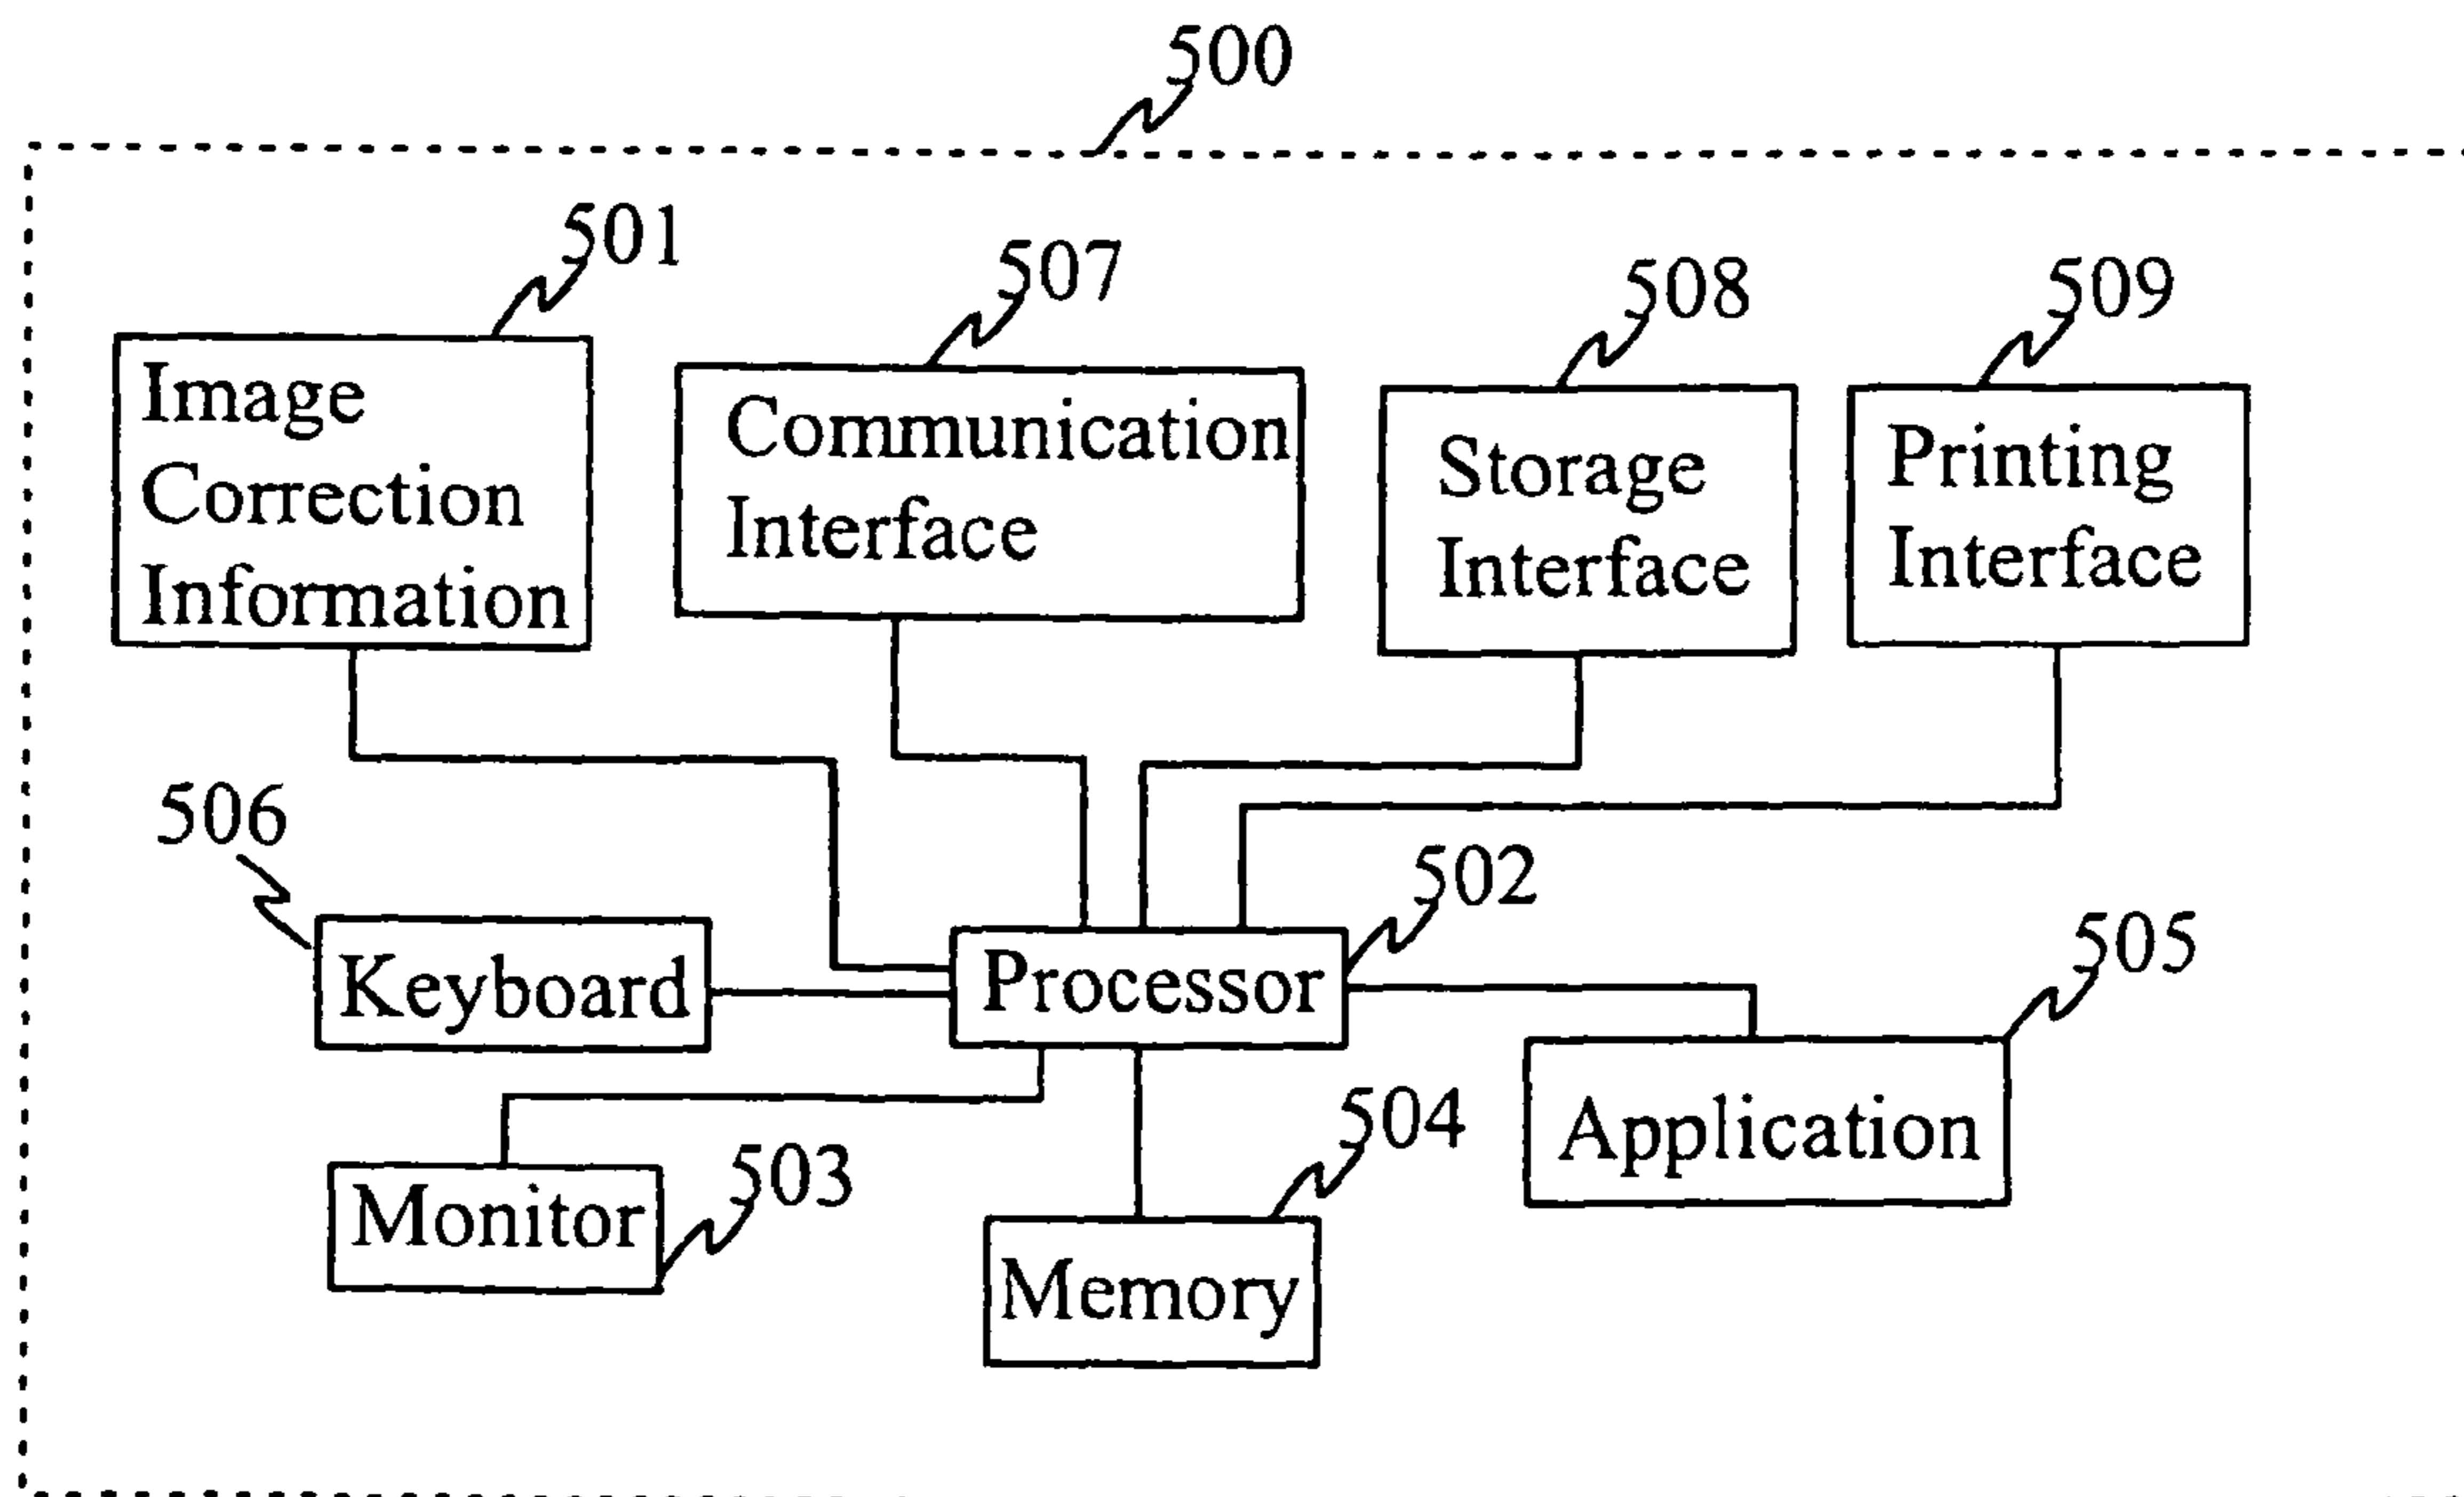 500
501
507
508
509
Image
Correction
Information
Communication
Interface
Storage
Interface
Printing
Interface
506
502
505
Keyboard
Processor
Application
504
503
Monitor
Memory